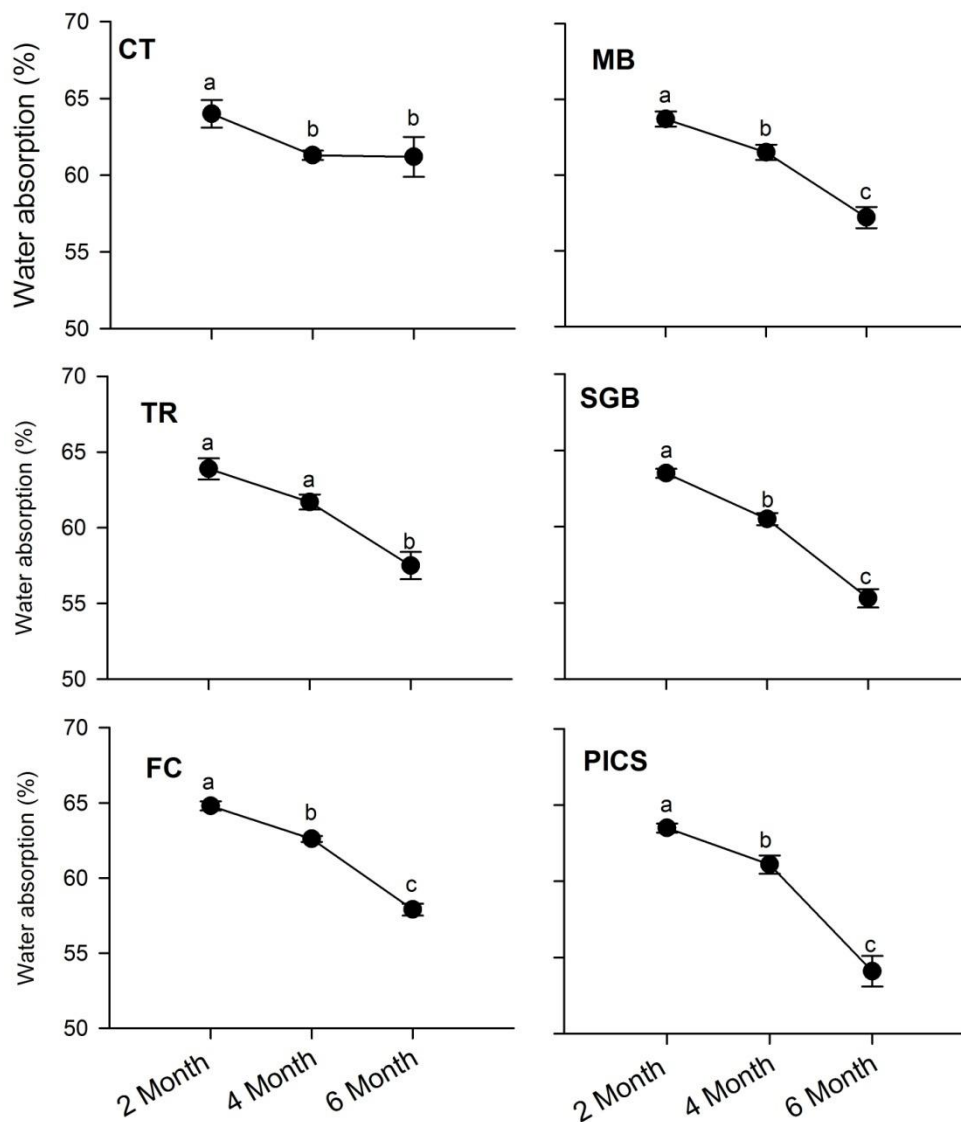 70
CT
MB
Water absorption (%)
65
60
55
50
a
b
b
a
b
c
70
TR
SGB
Water absorption (%)
65
60
55
50
a
a
b
a
b
c
70
FC
PICS
Water absorption (%)
65
60
55
50
a
b
c
a
b
c
2 Month
4 Month
6 Month
2 Month
4 Month
6 Month